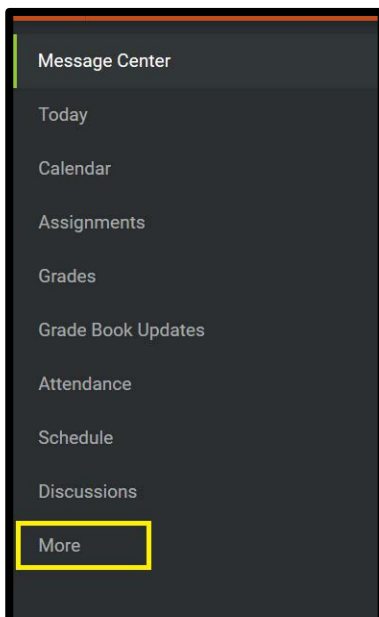 Message Center
Today
Calendar
Assignments
Grades
Grade Book Updates
Attendance
Schedule
Discussions
More